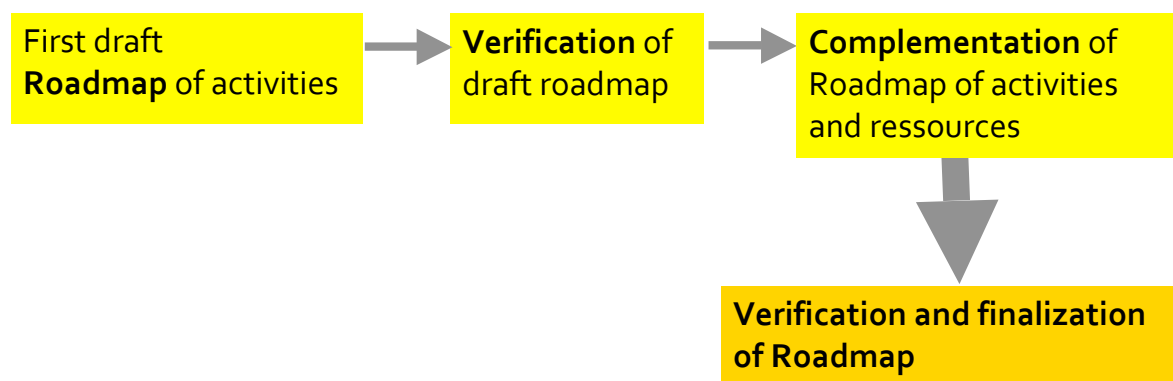 First draft
Roadmap of activities
Verification of
draft roadmap
Complementation of
Roadmap of activities
and ressources
Verification and finalization
of Roadmap